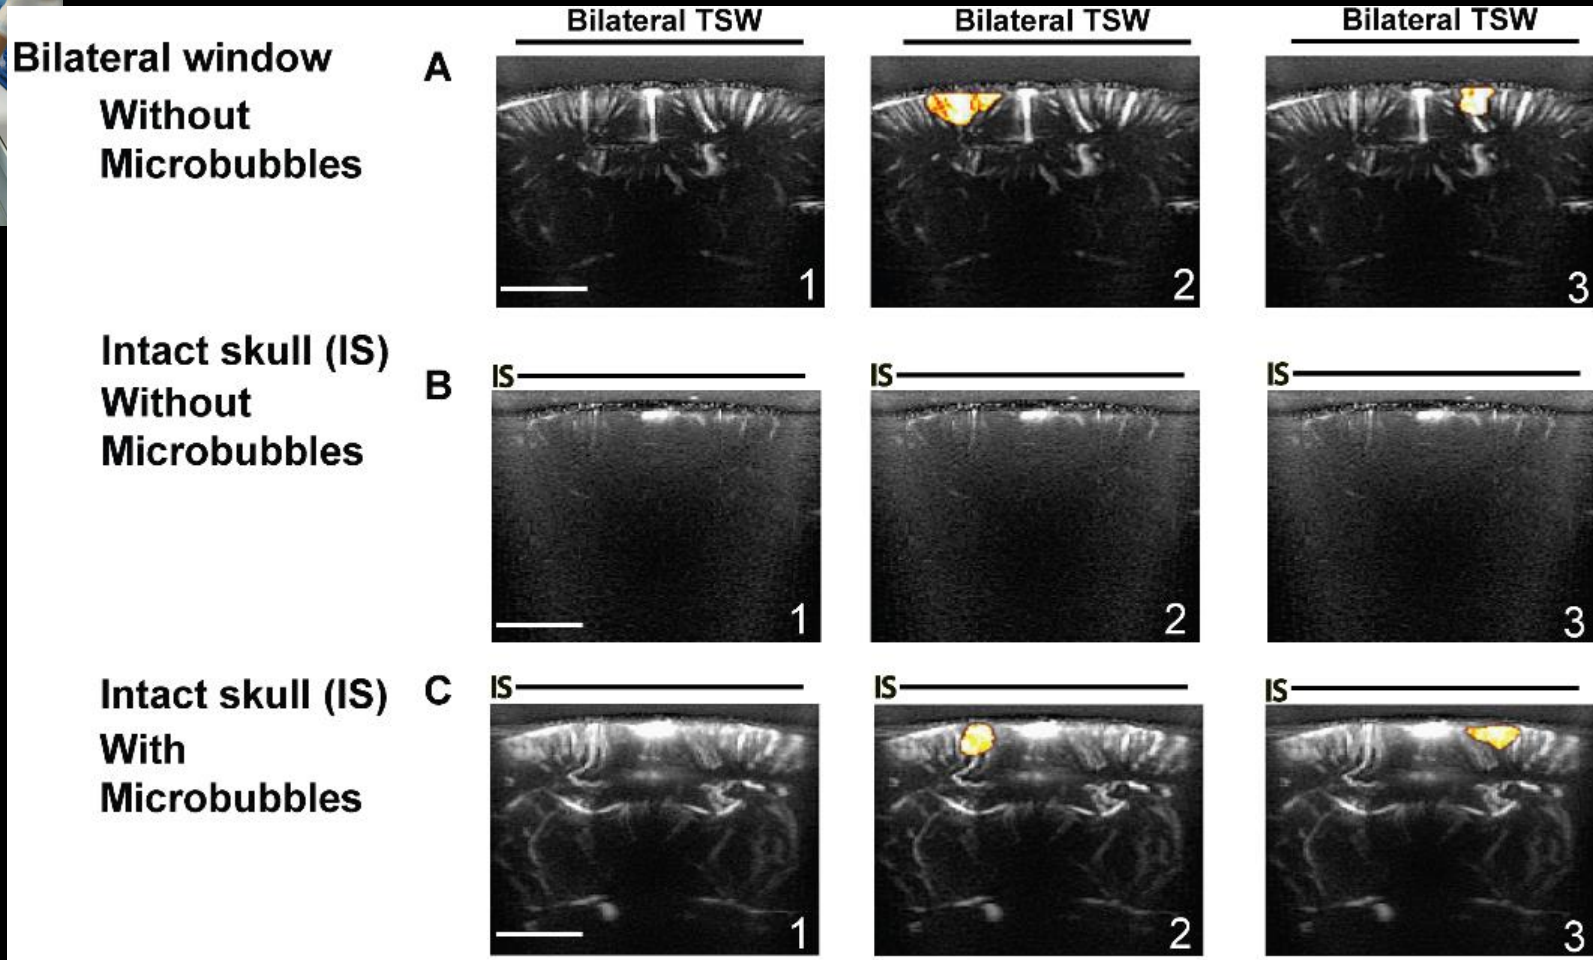 Bilateral TSW
Bilateral TSW
Bilateral TSW
Bilateral window
Without
Microbubbles
A
1
2
3
Intact skull (IS)
Without
Microbubbles
B
IS
IS
IS
1
2
3
Intact skull (IS)
With
Microbubbles
C
IS
IS
IS
1
2
3